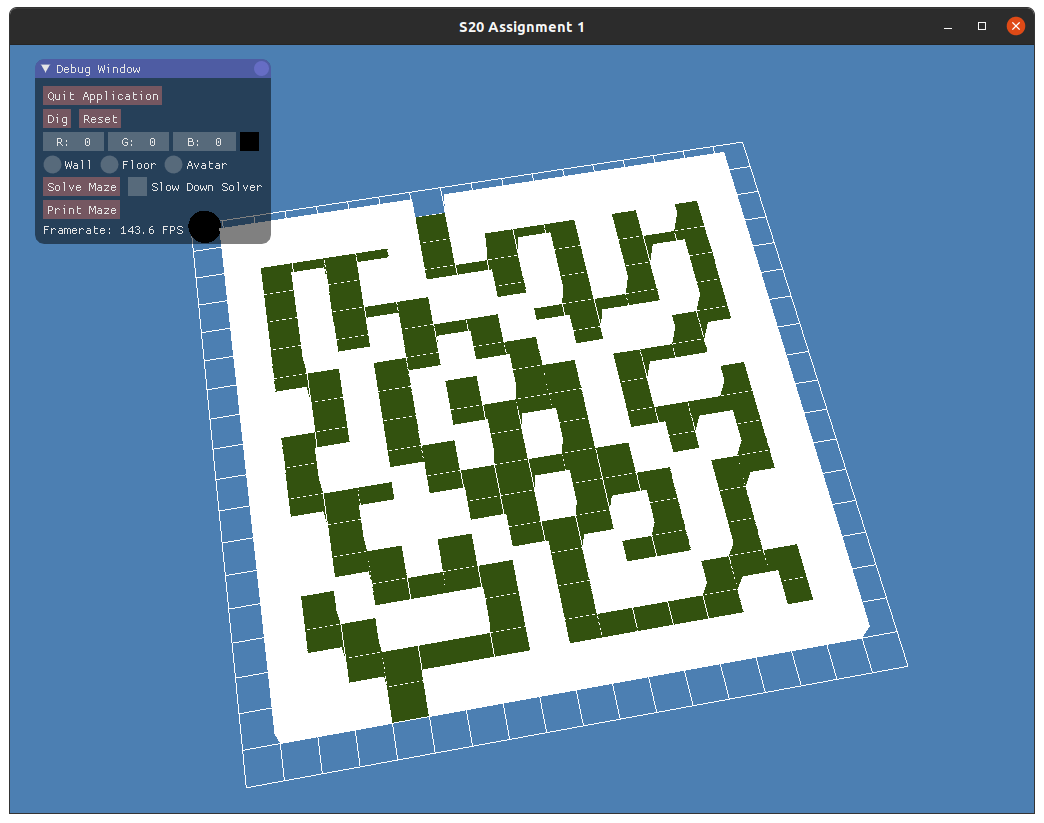 S20 Assignment 1
Debug Window
Quit Application
Dig Reset
R: 0 G: 0 B: 0
Wall Floor Avatar
Solve Maze Slow Down Solver
Print Maze
Framerate: 143.6 FPS